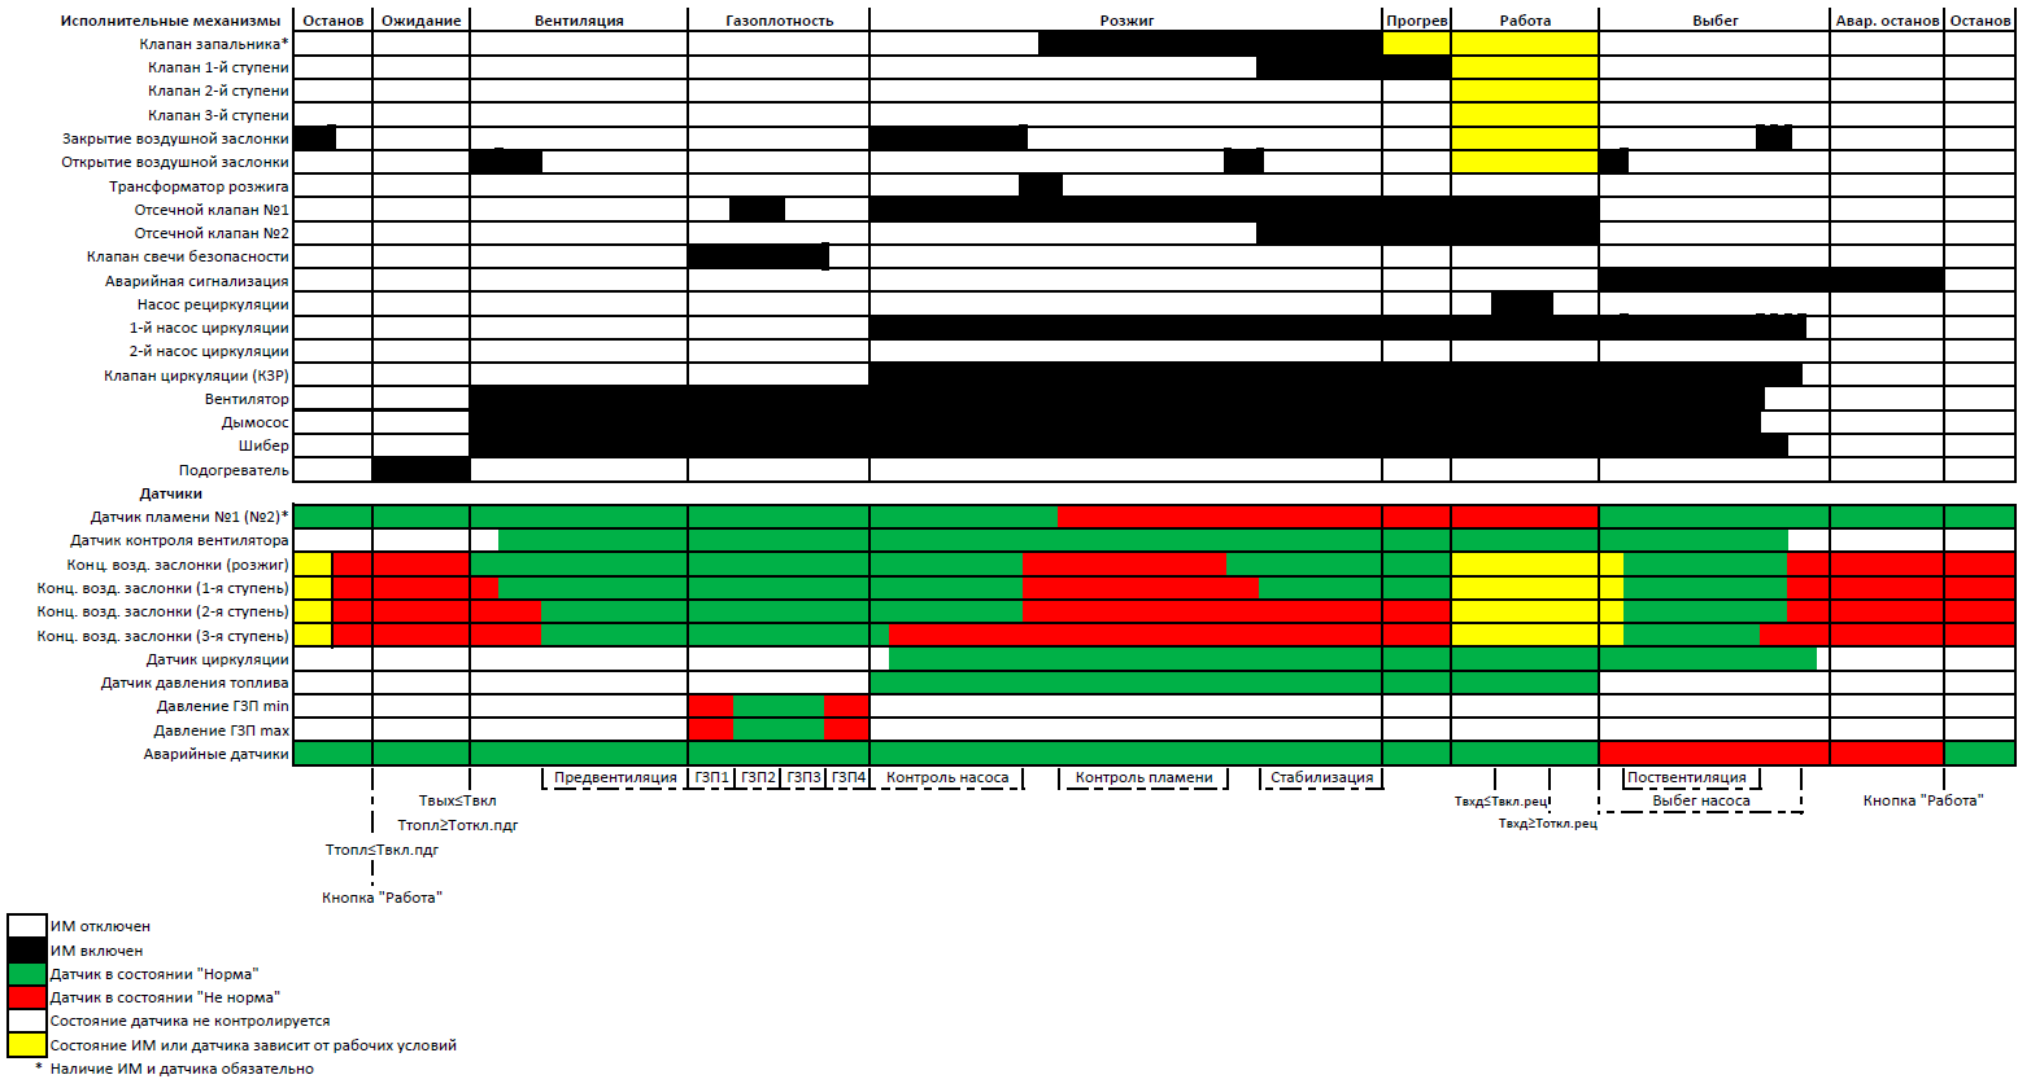 Исполнительные механизмы Останов Ожидание Вентиляция Газоплотность Розжиг Прогрев Работа Выбег Авар. останов Останов
Клапан запальника*
Клапан 1-й ступени
Клапан 2-й ступени
Клапан 3-й ступени
Закрытие воздушной заслонки
Открытие воздушной заслонки
Трансформатор розжига
Отсечной клапан №1
Отсечной клапан №2
Клапан свечи безопасности
Аварийная сигнализация
Насос рециркуляции
1-й насос циркуляции
2-й насос циркуляции
Клапан циркуляции (КЗР)
Вентилятор
Дымосос
Шибер
Подогреватель
Датчики
Датчик пламени №1 (№2)*
Датчик контроля вентилятора
Конц. возд. заслонки (розжиг)
Конц. возд. заслонки (1-я ступень)
Конц. возд. заслонки (2-я ступень)
Конц. возд. заслонки (3-я ступень)
Датчик циркуляции
Датчик давления топлива
Давление ГЗП min
Давление ГЗП max
Аварийные датчики
Предвентиляция ГЗП1 ГЗП2 ГЗП3 ГЗП4 Контроль насоса Контроль пламени Стабилизация Поствентиляция
Твых≤Твкл Твхд≤Твкл.рец Выбег насоса Кнопка "Работа"
Ттопл≥Тоткл.пдг Твхд≥Тоткл.рец
Ттопл≤Твкл.пдг
Кнопка "Работа"
ИМ отключен
ИМ включен
Датчик в состоянии "Норма"
Датчик в состоянии "Не норма"
Состояние датчика не контролируется
Состояние ИМ или датчика зависит от рабочих условий
* Наличие ИМ и датчика обязательно